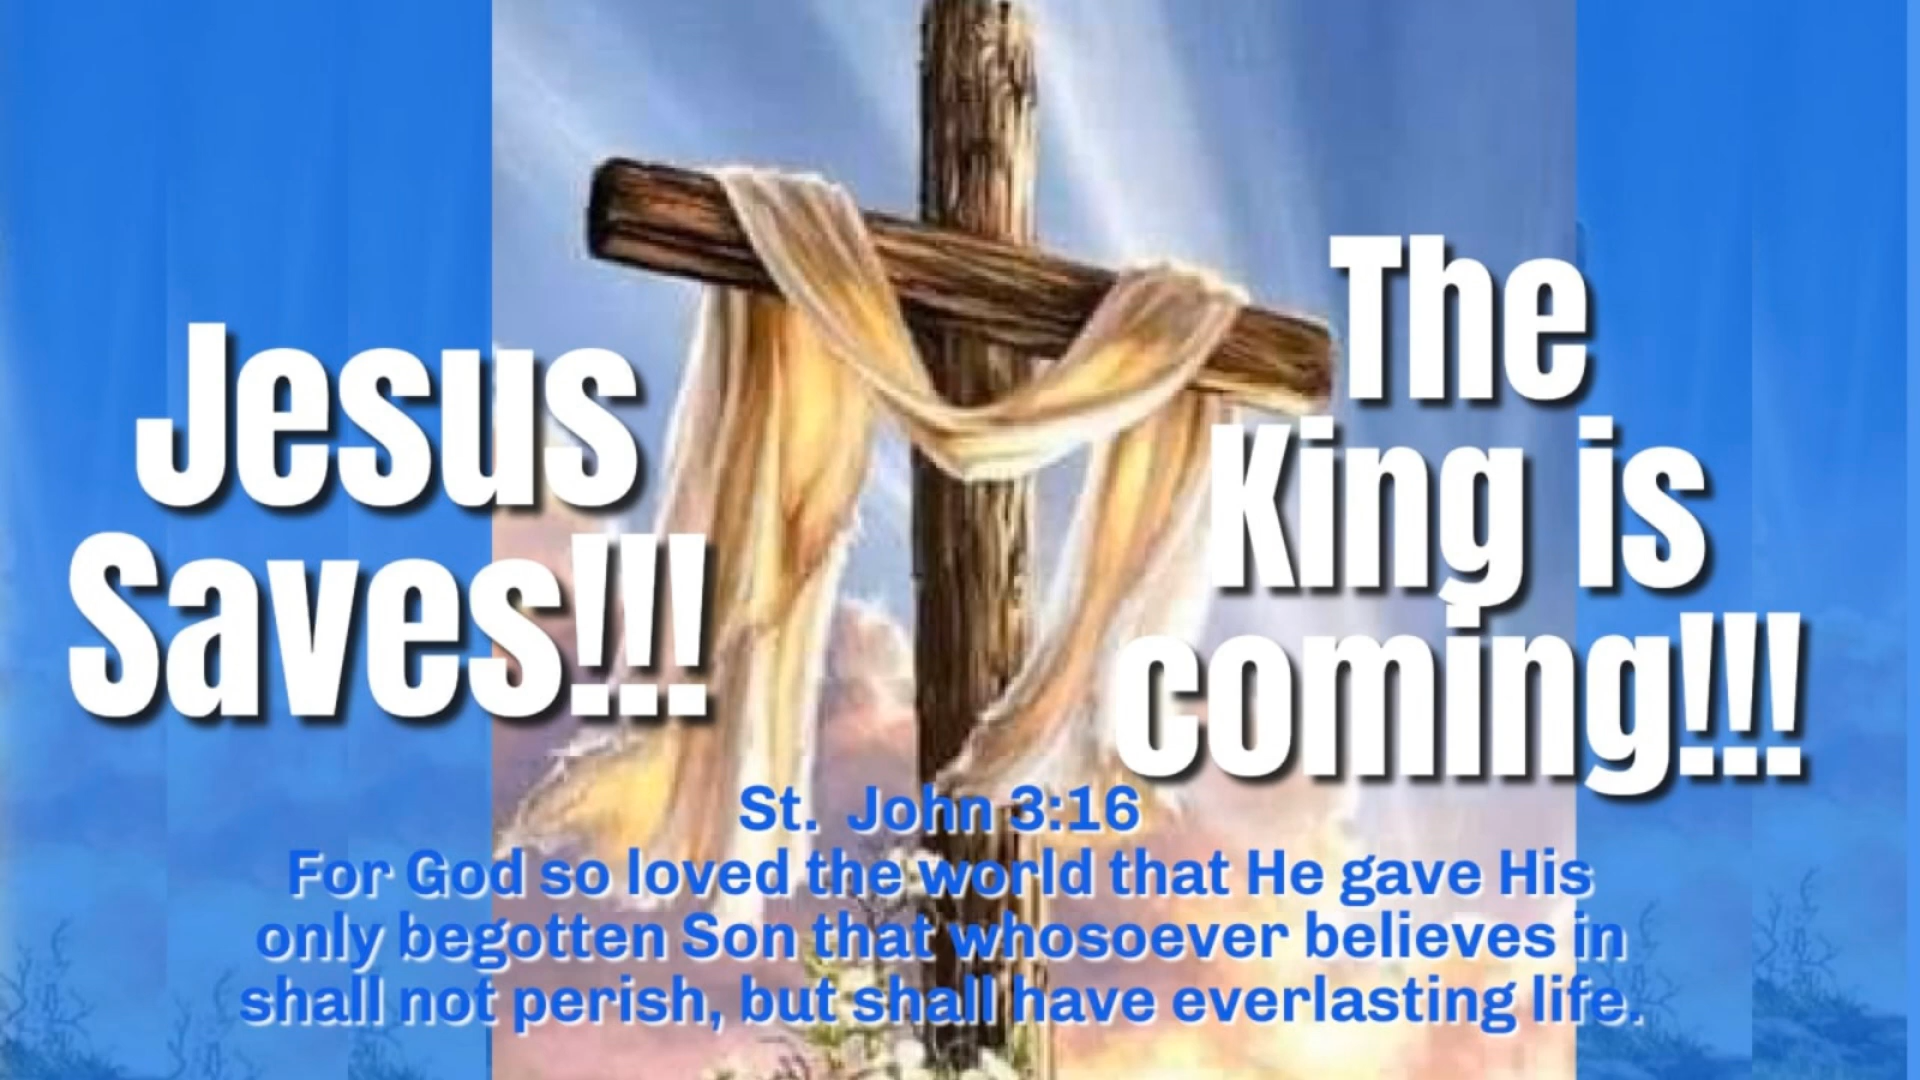 Jesus
Saves!!!
The
King is
coming!!!
St. John 3:16
For God so loved the world that He gave His
only begotten Son that whosoever believes in
shall not perish, but shall have everlasting life.